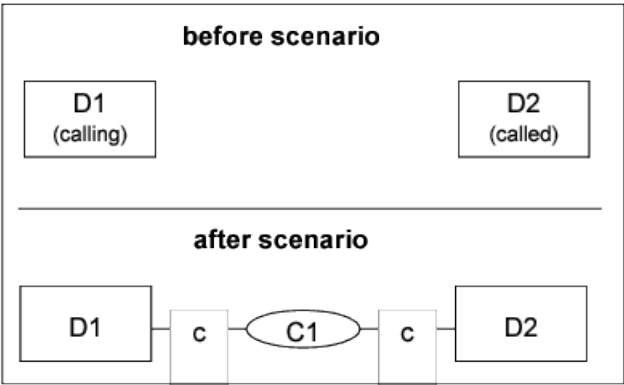 before scenario
D1
(calling)
D2
(called)
after scenario
D1 c C1 c D2